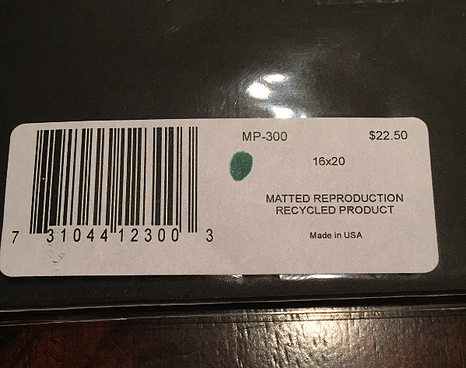 MP-300 $22.50
16x20
MATTED REPRODUCTION
RECYCLED PRODUCT
Made in USA
7 31044 12300 3